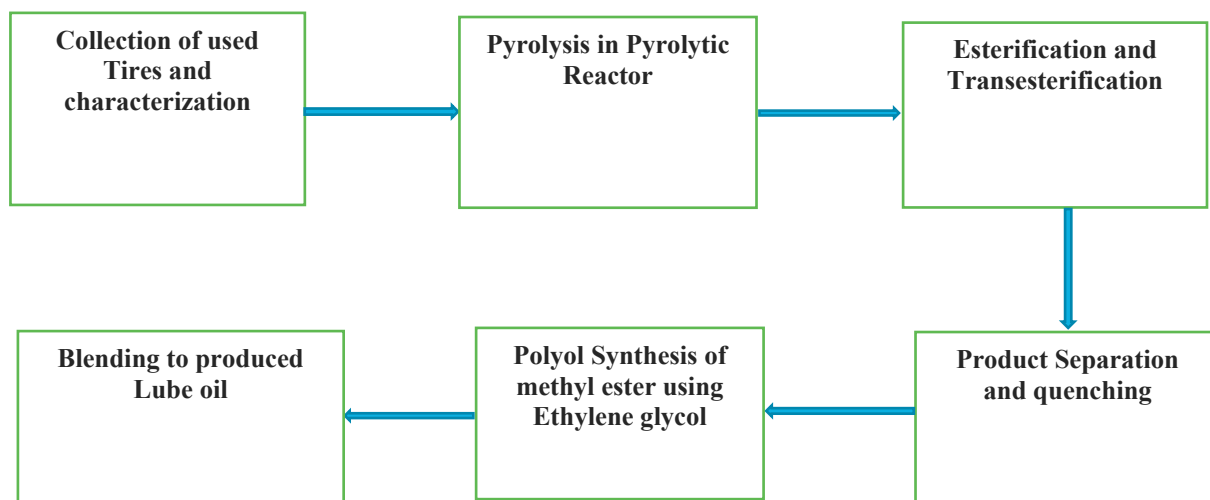 Collection of used
Tires and
characterization
Pyrolysis in Pyrolytic
Reactor
Esterification and
Transesterification
Product Separation
and quenching
Polyol Synthesis of
methyl ester using
Ethylene glycol
Blending to produced
Lube oil